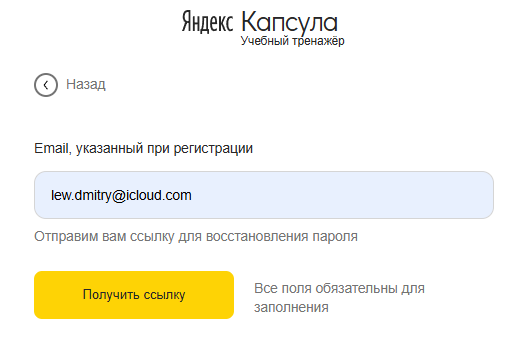 Яндекс Капсула
Учебный тренажёр
Назад
Email, указанный при регистрации
lew.dmitry@icloud.com
Отправим вам ссылку для восстановления пароля
Получить ссылку
Все поля обязательны для
заполнения